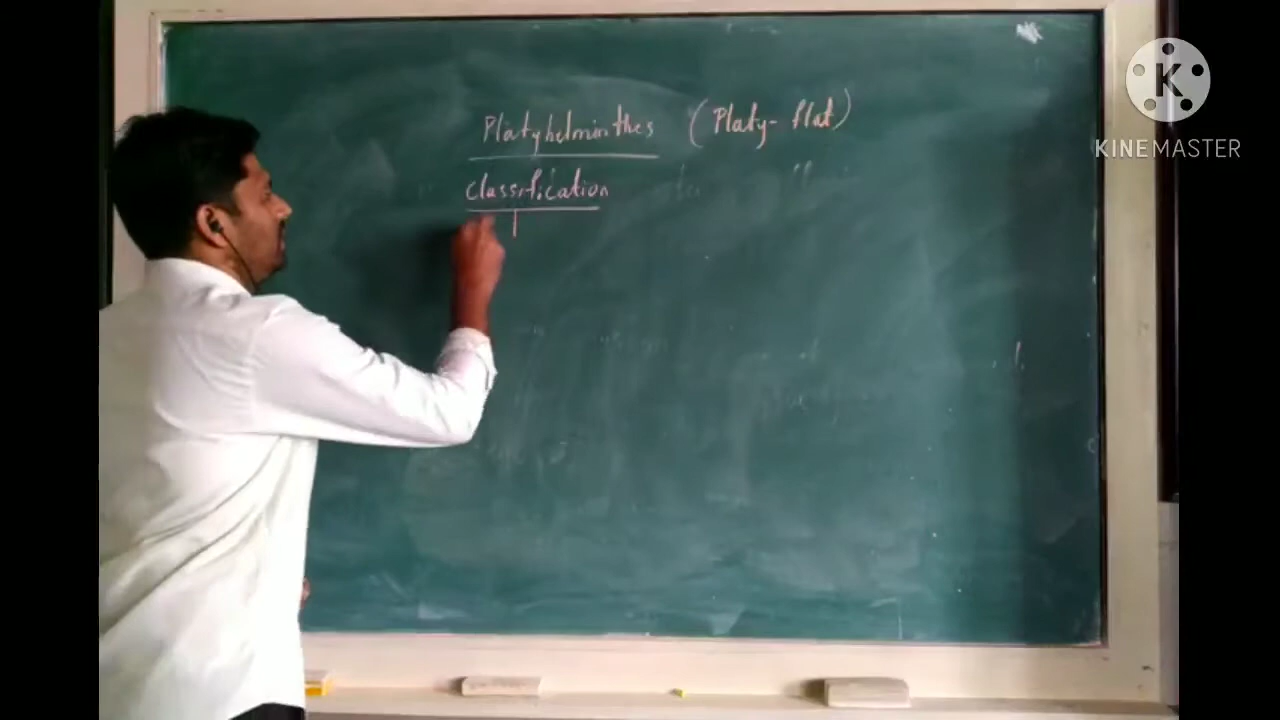 Platyhelminthes (Platy- flat)
classification
K
KINEMASTER